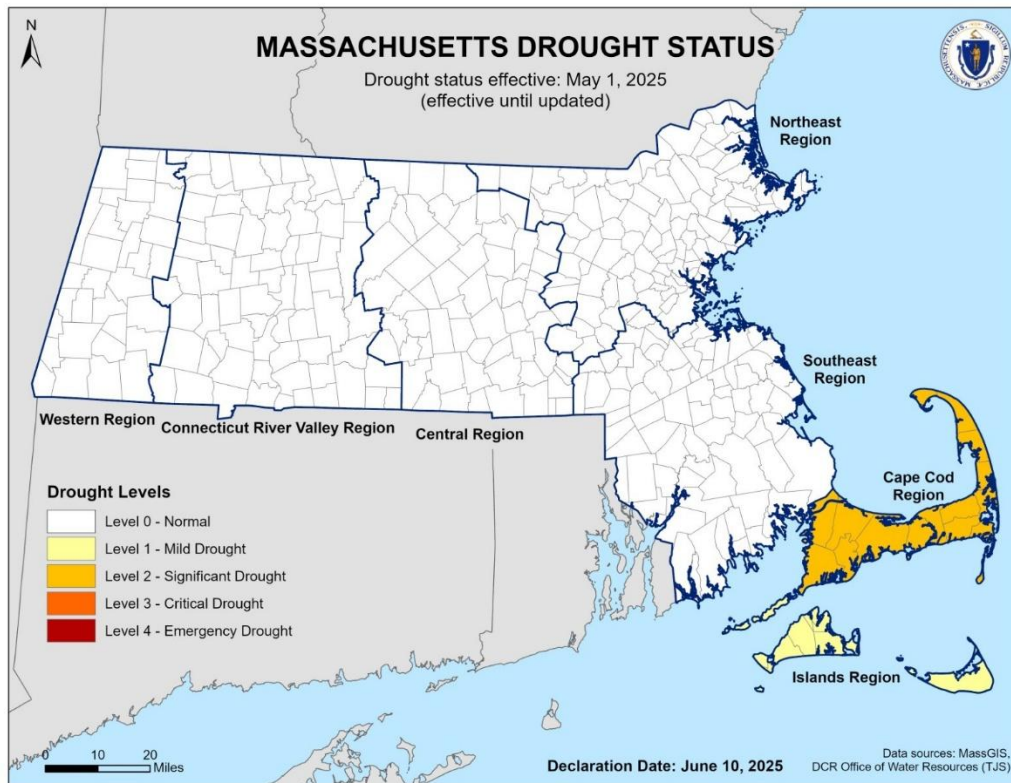 N
MASSACHUSETTS DROUGHT STATUS
Drought status effective: May 1, 2025
(effective until updated)
Northeast
Region
Southeast
Region
Western Region
Connecticut River Valley Region
Central Region
Cape Cod
Region
Drought Levels
Level 0 - Normal
Level 1 - Mild Drought
Level 2 - Significant Drought
Level 3 - Critical Drought
Level 4 - Emergency Drought
Islands Region
0 10 20
Miles
Declaration Date: June 10, 2025
Data sources: MassGIS,
DCR Office of Water Resources (TJS)